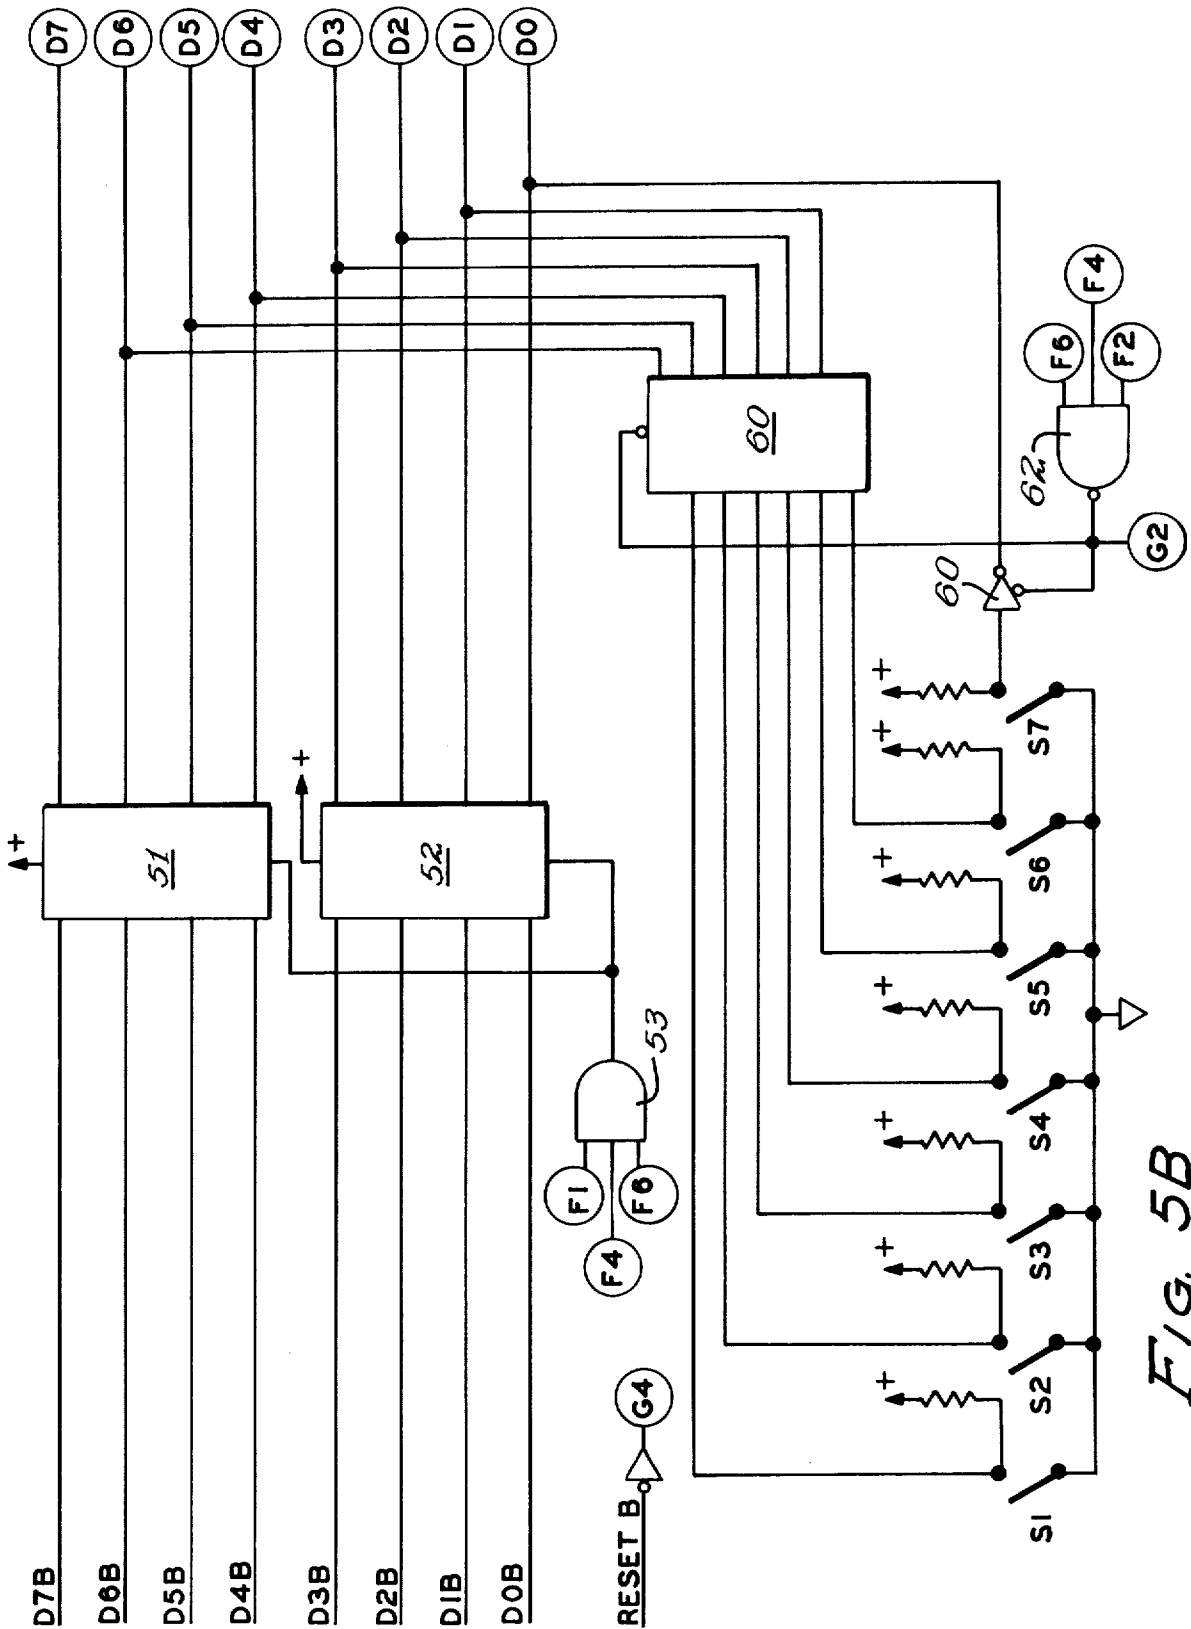 D7B
D7
D6B
D6
D5B
D5
D4B
D4
D3B
D3
D2B
D2
D1B
D1
D0B
D0
+
51
+
52
F1
F4
F6
53
RESET B
G4
60
60
62
F6
F4
F2
G2
+
+
+
+
+
+
+
S1
S2
S3
S4
S5
S6
S7
FIG. 5B